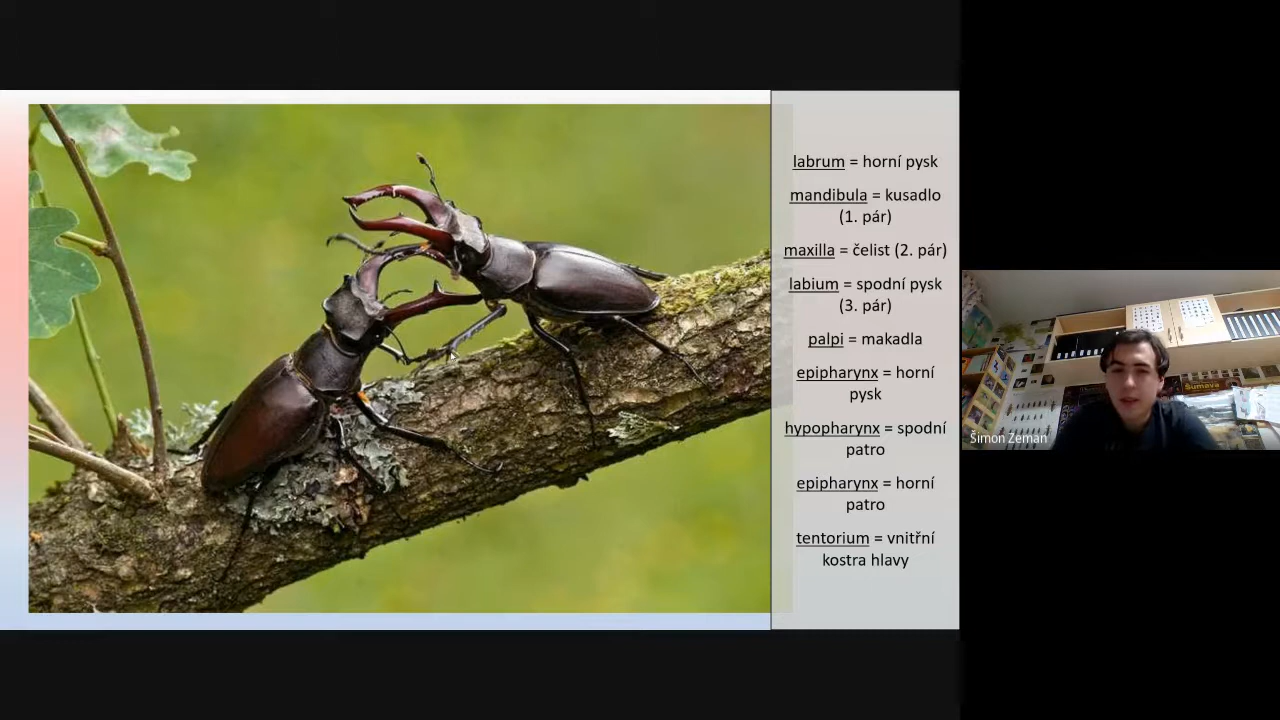 labrum = horní pysk
mandibula = kusadlo
(1. pár)
maxilla = čelist (2. pár)
labium = spodní pysk
(3. pár)
palpi = makadla
epipharynx = horní
pysk
hypopharynx = spodní
patro
epipharynx = horní
patro
tentorium = vnitřní
kostra hlavy
Šumava
Šimon Zeman